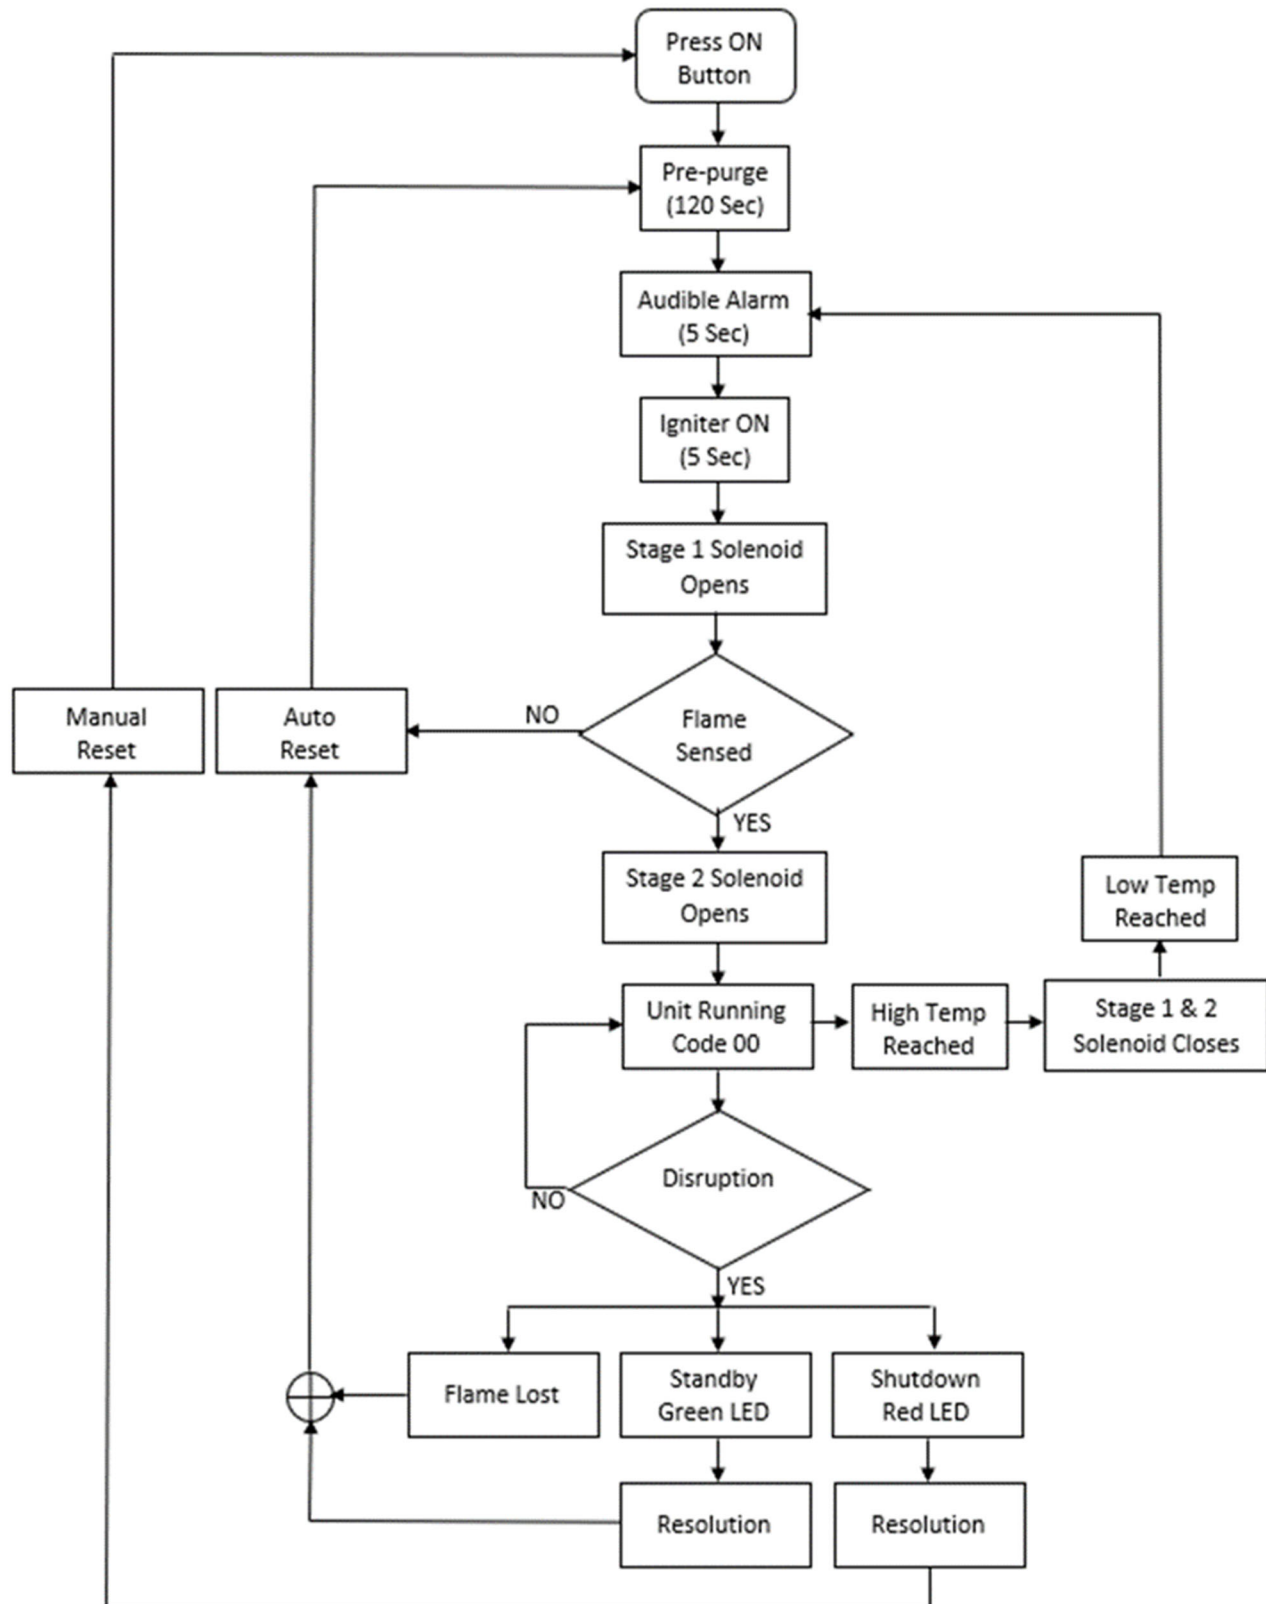 Press ON
Button
Pre-purge
(120 Sec)
Audible Alarm
(5 Sec)
Igniter ON
(5 Sec)
Stage 1 Solenoid
Opens
Manual
Reset
Auto
Reset
NO
Flame
Sensed
YES
Stage 2 Solenoid
Opens
Low Temp
Reached
Unit Running
Code 00
High Temp
Reached
Stage 1 & 2
Solenoid Closes
Disruption
NO
YES
Flame Lost
Standby
Green LED
Shutdown
Red LED
Resolution
Resolution